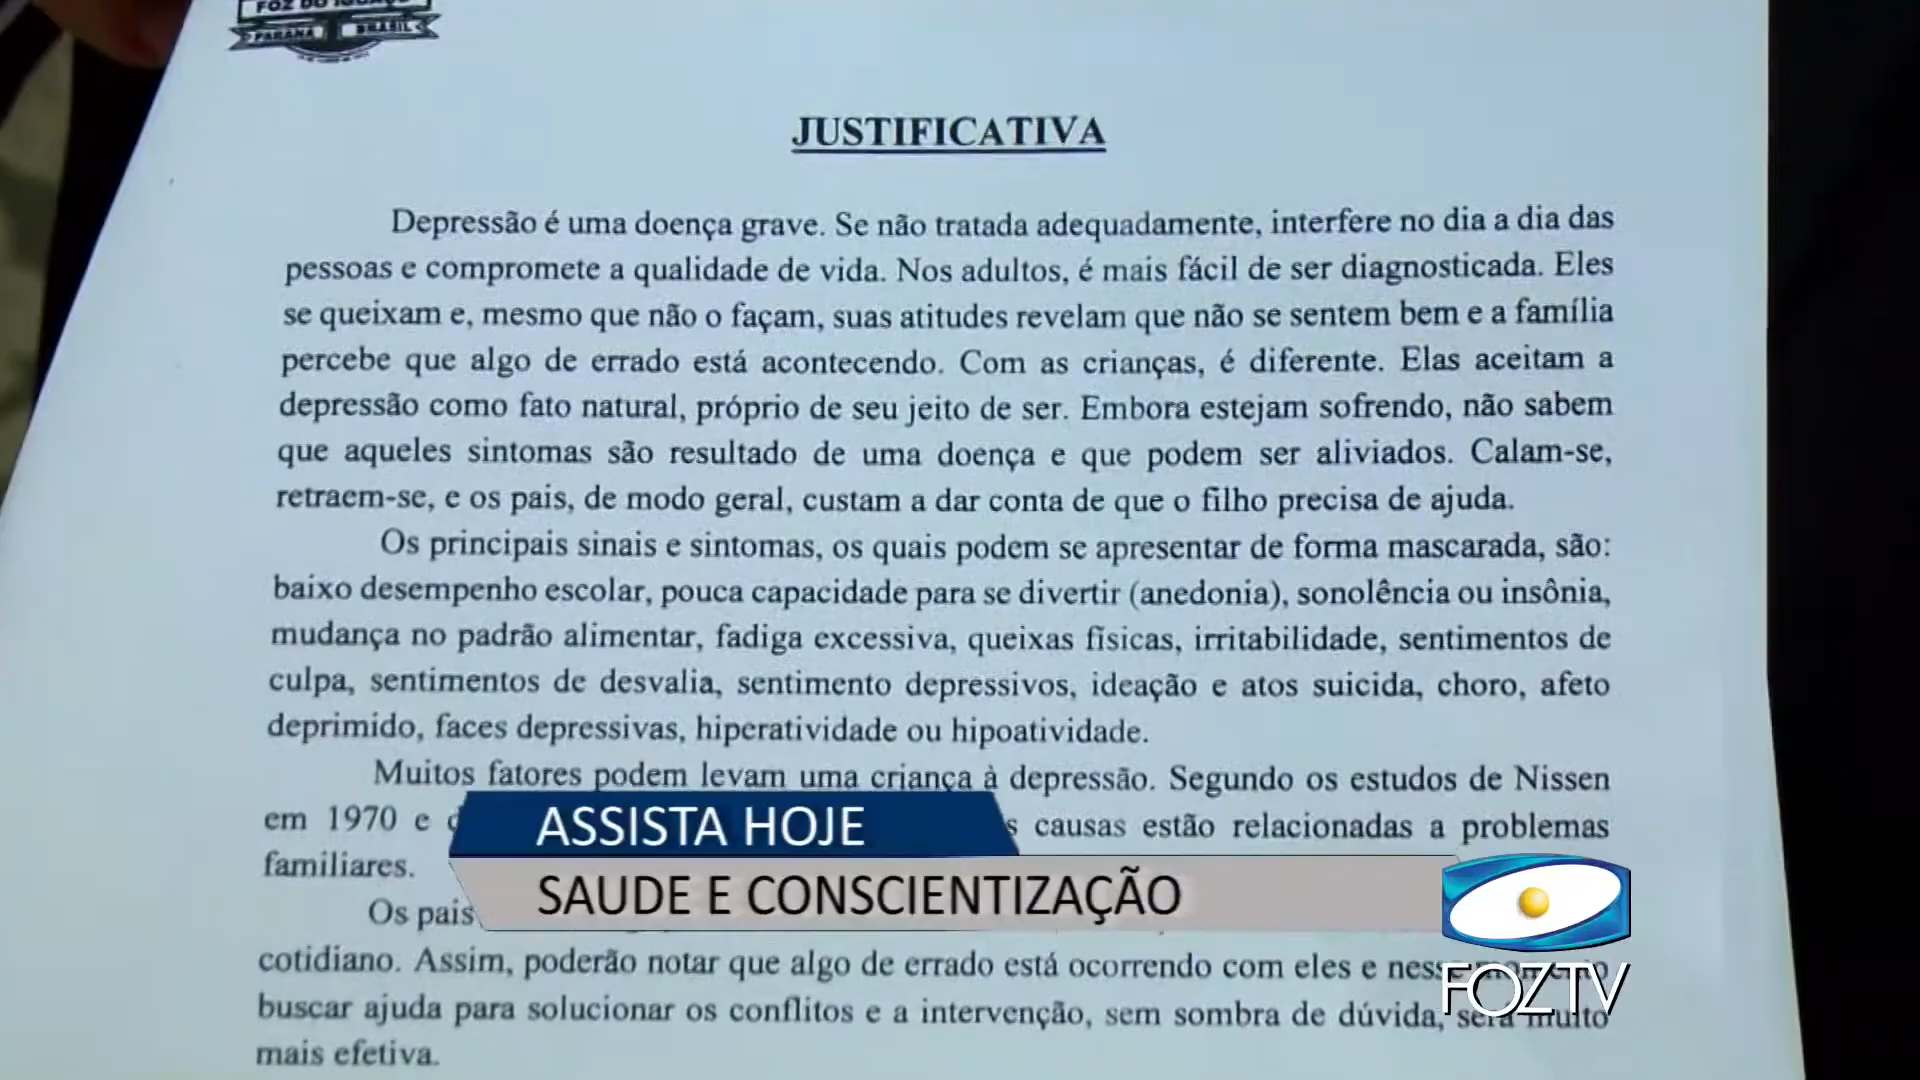 FOZ DO IGUAÇU
PARANÁ BRASIL
JUSTIFICATIVA
Depressão é uma doença grave. Se não tratada adequadamente, interfere no dia a dia das
pessoas e compromete a qualidade de vida. Nos adultos, é mais fácil de ser diagnosticada. Eles
se queixam e, mesmo que não o façam, suas atitudes revelam que não se sentem bem e a família
percebe que algo de errado está acontecendo. Com as crianças, é diferente. Elas aceitam a
depressão como fato natural, próprio de seu jeito de ser. Embora estejam sofrendo, não sabem
que aqueles sintomas são resultado de uma doença e que podem ser aliviados. Calam-se,
retraem-se, e os pais, de modo geral, custam a dar conta de que o filho precisa de ajuda.
Os principais sinais e sintomas, os quais podem se apresentar de forma mascarada, são:
baixo desempenho escolar, pouca capacidade para se divertir (anedonia), sonolência ou insônia,
mudança no padrão alimentar, fadiga excessiva, queixas físicas, irritabilidade, sentimentos de
culpa, sentimentos de desvalia, sentimento depressivos, ideação e atos suicida, choro, afeto
deprimido, faces depressivas, hiperatividade ou hipoatividade.
Muitos fatores podem levam uma criança à depressão. Segundo os estudos de Nissen
em 1970 e causas estão relacionadas a problemas
familiares.
Os pais
cotidiano. Assim, poderão notar que algo de errado está ocorrendo com eles e nesse momento
buscar ajuda para solucionar os conflitos e a intervenção, sem sombra de dúvida, será muito
mais efetiva.
ASSISTA HOJE
SAUDE E CONSCIENTIZAÇÃO
FOZTV